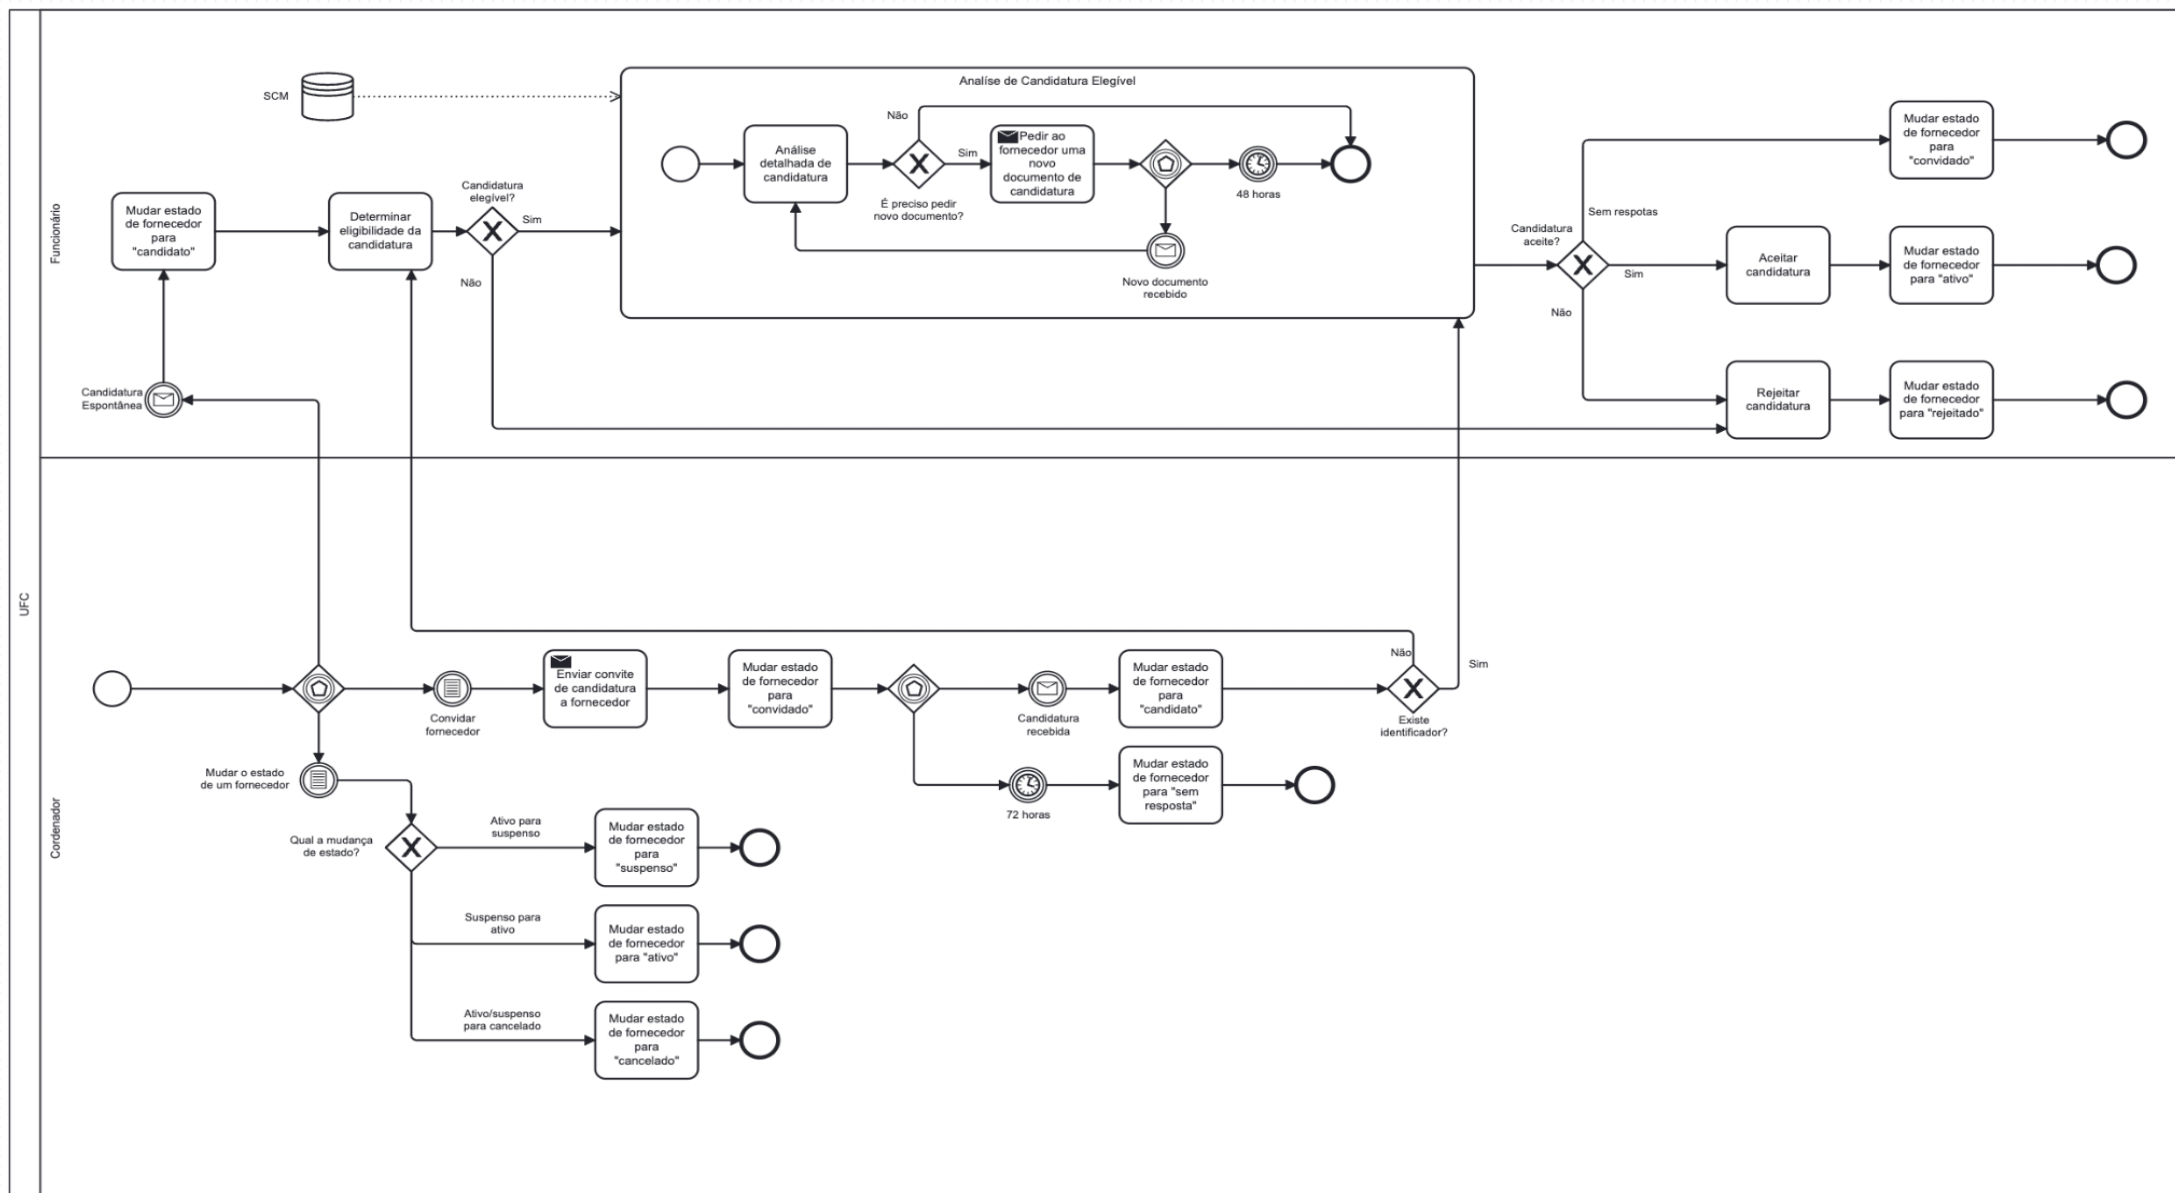 UFC
Funcionário
SCM
Mudar estado
de fornecedor
para
"candidato"
Candidatura
Espontânea
Determinar
eligibilidade da
candidatura
Candidatura
elegível?
Sim
Não
Analíse de Candidatura Elegível
Análise
detalhada de
candidatura
Não
É preciso pedir
novo documento?
Sim
Pedir ao
fornecedor uma
novo
documento de
candidatura
48 horas
Novo documento
recebido
Candidatura
aceite?
Sem respotas
Sim
Não
Mudar estado
de fornecedor
para
"convidado"
Aceitar
candidatura
Mudar estado
de fornecedor
para "ativo"
Rejeitar
candidatura
Mudar estado
de fornecedor
para "rejeitado"
Cordenador
Convidar
fornecedor
Enviar convite
de candidatura
a fornecedor
Mudar estado
de fornecedor
para
"convidado"
Candidatura
recebida
Mudar estado
de fornecedor
para
"candidato"
Não
Sim
Existe
identificador?
72 horas
Mudar estado
de fornecedor
para "sem
resposta"
Mudar o estado
de um fornecedor
Qual a mudança
de estado?
Ativo para
suspenso
Mudar estado
de fornecedor
para
"suspenso"
Suspenso para
ativo
Mudar estado
de fornecedor
para "ativo"
Ativo/suspenso
para cancelado
Mudar estado
de fornecedor
para
"cancelado"